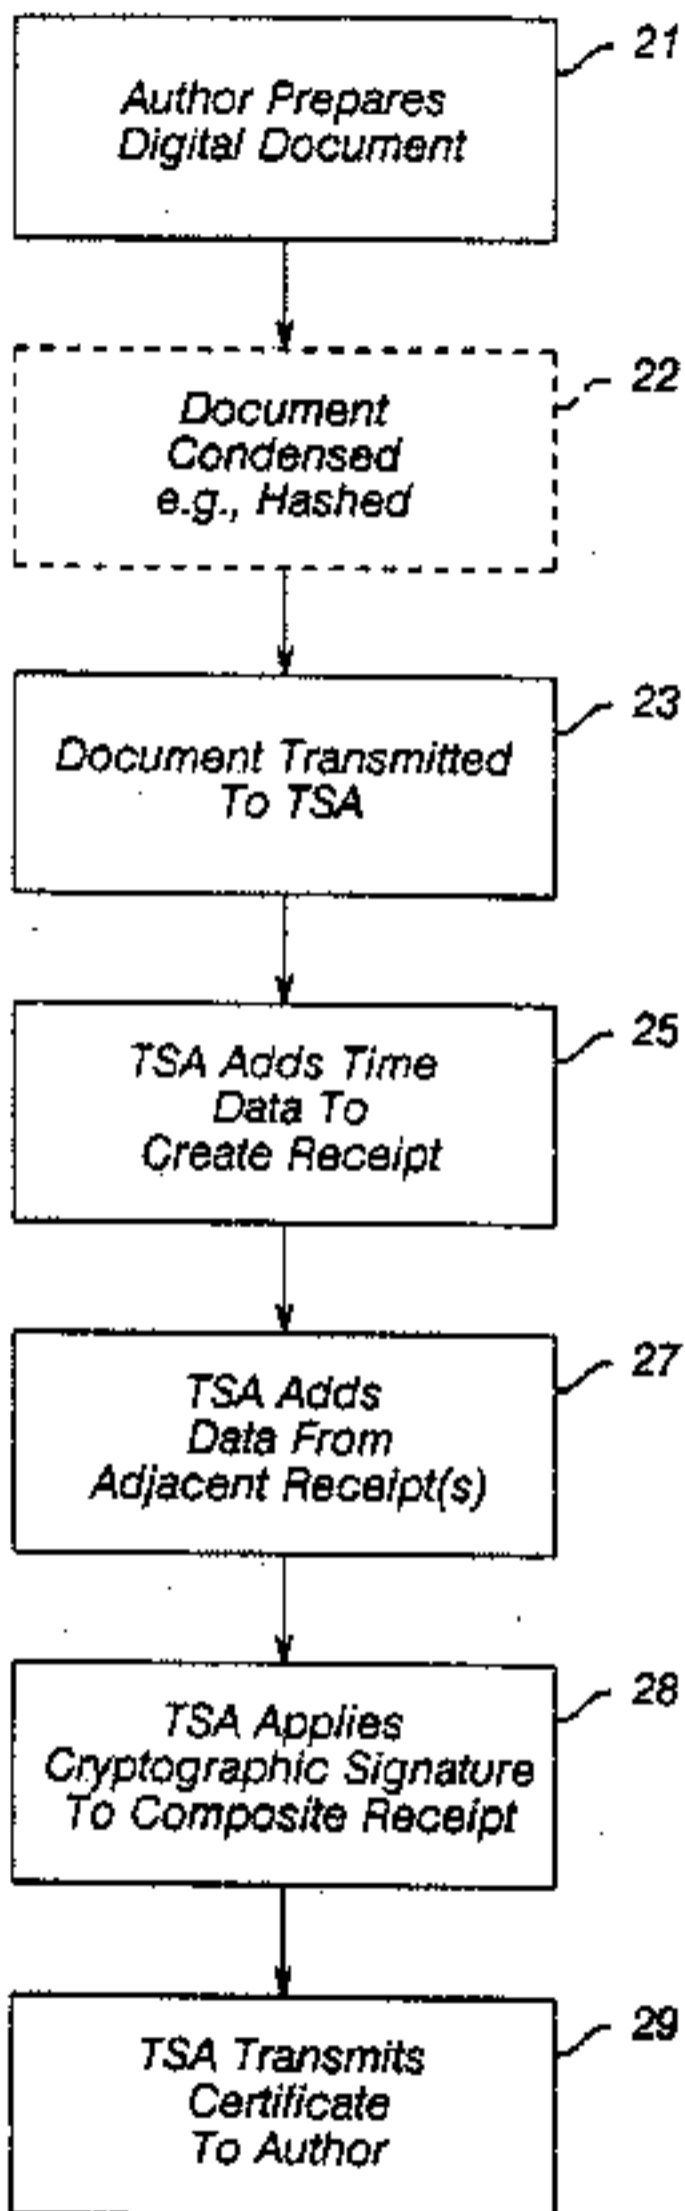 21
Author Prepares
Digital Document
22
Document
Condensed
e.g., Hashed
23
Document Transmitted
To TSA
25
TSA Adds Time
Data To
Create Receipt
27
TSA Adds
Data From
Adjacent Receipt(s)
28
TSA Applies
Cryptographic Signature
To Composite Receipt
29
TSA Transmits
Certificate
To Author